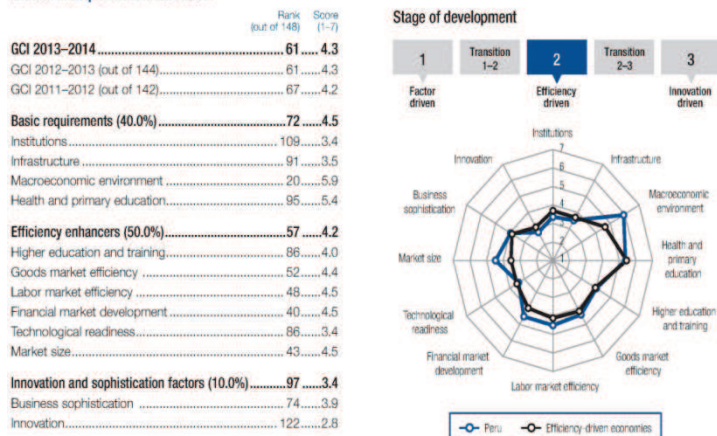 Rank Score
(out of 148) (1–7)
GCI 2013–2014 61 4.3
GCI 2012–2013 (out of 144) 61 4.3
GCI 2011–2012 (out of 142) 67 4.2
Basic requirements (40.0%) 72 4.5
Institutions 109 3.4
Infrastructure 91 3.5
Macroeconomic environment 20 5.9
Health and primary education 95 5.4
Efficiency enhancers (50.0%) 57 4.2
Higher education and training 86 4.0
Goods market efficiency 52 4.4
Labor market efficiency 48 4.5
Financial market development 40 4.5
Technological readiness 86 3.4
Market size 43 4.5
Innovation and sophistication factors (10.0%) 97 3.4
Business sophistication 74 3.9
Innovation 122 2.8
Stage of development
1 Transition 1–2 2 Transition 2–3 3
Factor driven
Efficiency driven
Innovation driven
Institutions
Infrastructure
Macroeconomic
environment
Health and
primary
education
Higher education
and training
Goods market
efficiency
Labor market efficiency
Financial market
development
Technological
readiness
Market size
Business
sophistication
Innovation
7
6
5
4
3
2
1
Peru Efficiency-driven economies